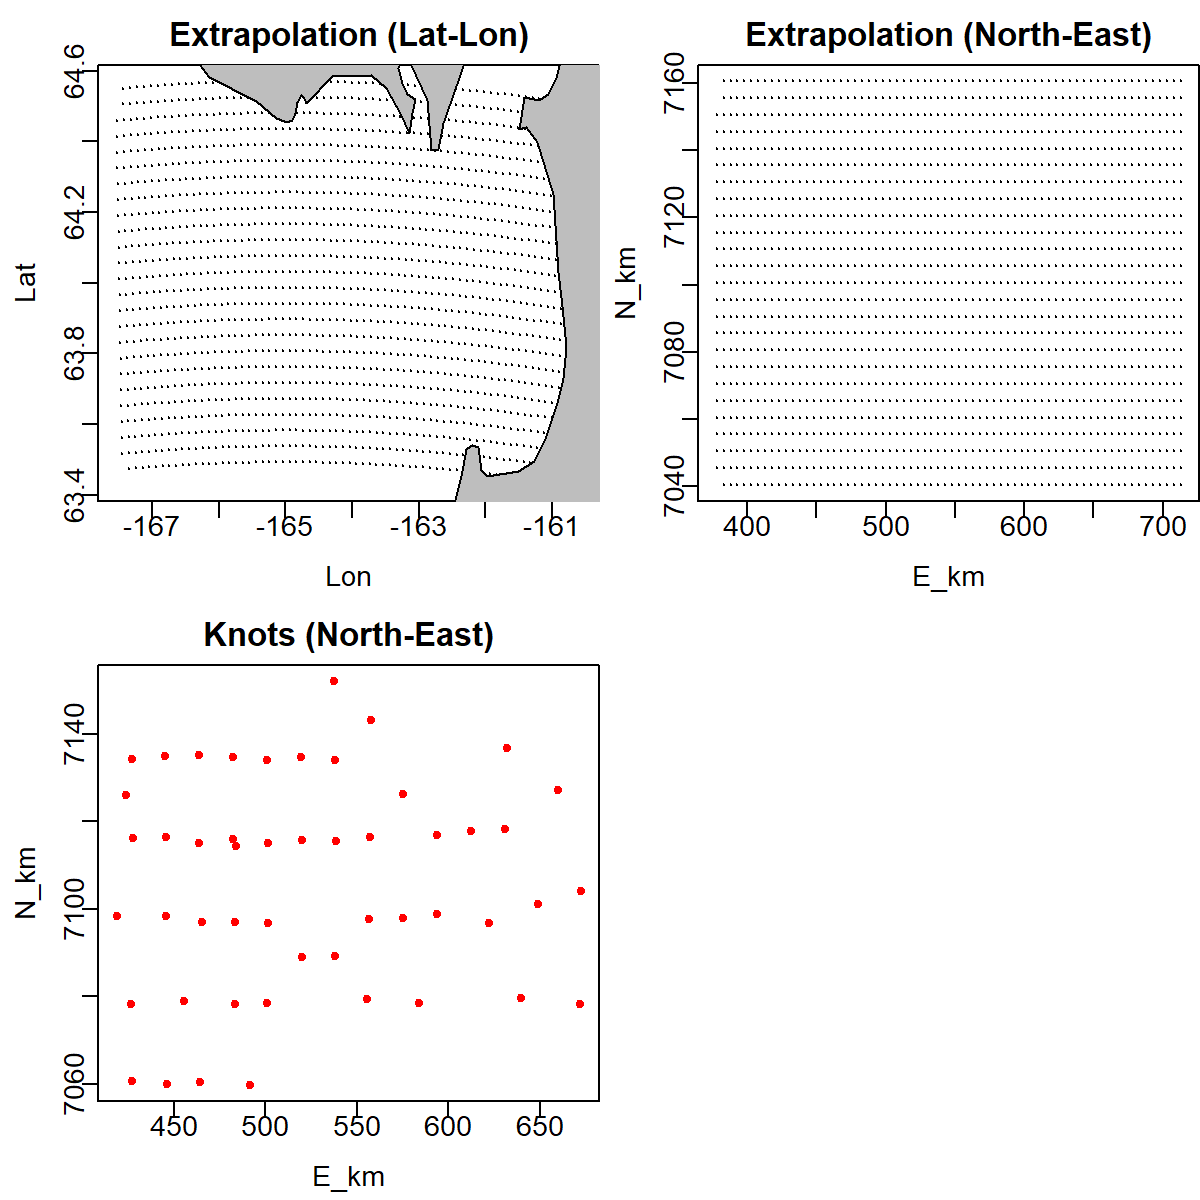 Extrapolation (Lat-Lon)
64.6
64.2
63.8
63.4
Lat
-167
-165
-163
-161
Lon
Extrapolation (North-East)
7160
7120
7080
7040
N_km
400
500
600
700
E_km
Knots (North-East)
7140
7100
7060
N_km
450
500
550
600
650
E_km